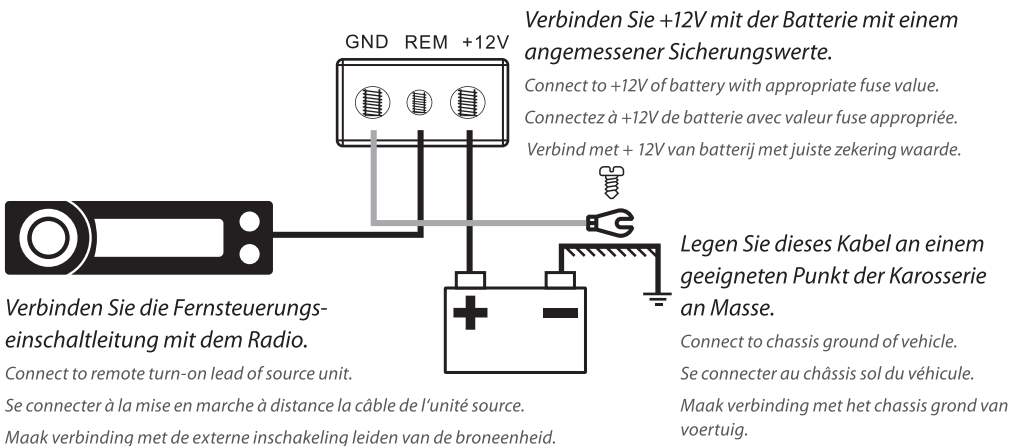 Verbinden Sie +12V mit der Batterie mit einem
angemessener Sicherungswerte.
Connect to +12V of battery with appropriate fuse value.
Connectez à +12V de batterie avec valeur fuse appropriée.
Verbind met + 12V van batterij met juiste zekering waarde.
GND REM +12V
Legen Sie dieses Kabel an einem
geeigneten Punkt der Karosserie
an Masse.
Connect to chassis ground of vehicle.
Se connecter au châssis sol du véhicule.
Maak verbinding met het chassis grond van
voertuig.
Verbinden Sie die Fernsteuerungs-
einschaltleitung mit dem Radio.
Connect to remote turn-on lead of source unit.
Se connecter à la mise en marche à distance la câble de l'unité source.
Maak verbinding met de externe inschakeling leiden van de broneenheid.